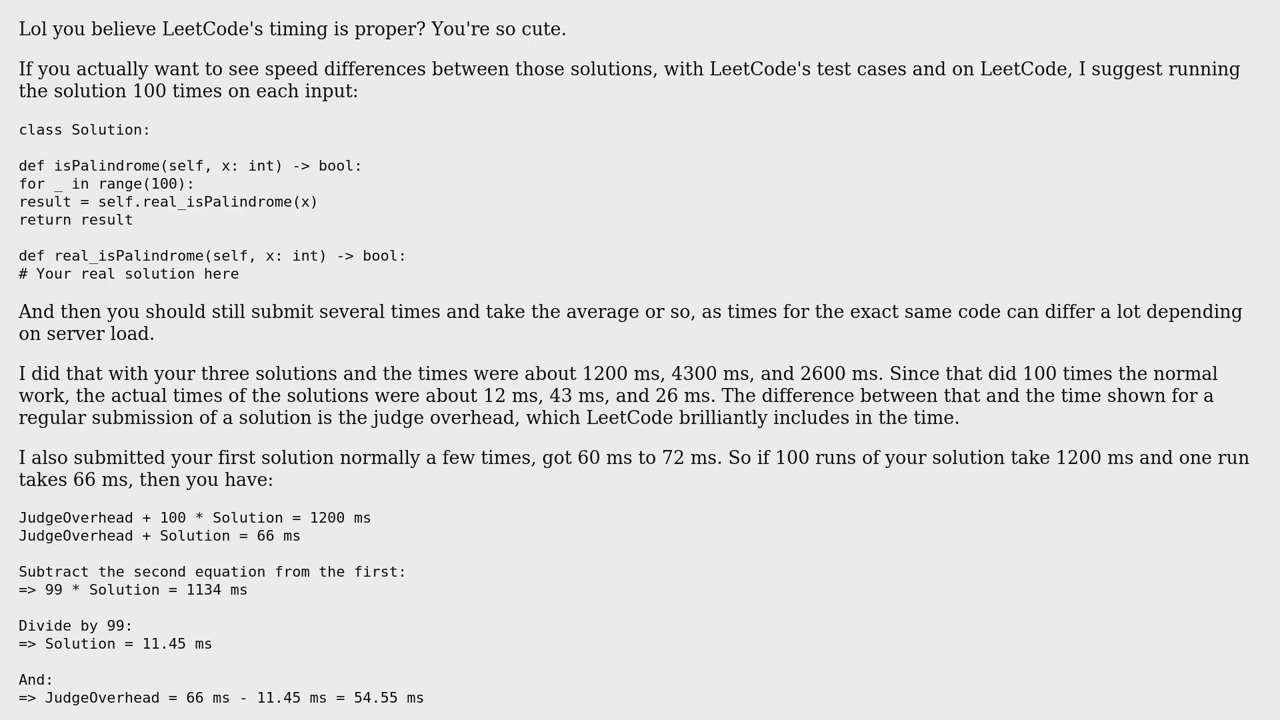 Lol you believe LeetCode's timing is proper? You're so cute.
If you actually want to see speed differences between those solutions, with LeetCode's test cases and on LeetCode, I suggest running
the solution 100 times on each input:
class Solution:
def isPalindrome(self, x: int) -> bool:
for _ in range(100):
result = self.real_isPalindrome(x)
return result
def real_isPalindrome(self, x: int) -> bool:
# Your real solution here
And then you should still submit several times and take the average or so, as times for the exact same code can differ a lot depending
on server load.
I did that with your three solutions and the times were about 1200 ms, 4300 ms, and 2600 ms. Since that did 100 times the normal
work, the actual times of the solutions were about 12 ms, 43 ms, and 26 ms. The difference between that and the time shown for a
regular submission of a solution is the judge overhead, which LeetCode brilliantly includes in the time.
I also submitted your first solution normally a few times, got 60 ms to 72 ms. So if 100 runs of your solution take 1200 ms and one run
takes 66 ms, then you have:
JudgeOverhead + 100 * Solution = 1200 ms
JudgeOverhead + Solution = 66 ms
Subtract the second equation from the first:
=> 99 * Solution = 1134 ms
Divide by 99:
=> Solution = 11.45 ms
And:
=> JudgeOverhead = 66 ms - 11.45 ms = 54.55 ms